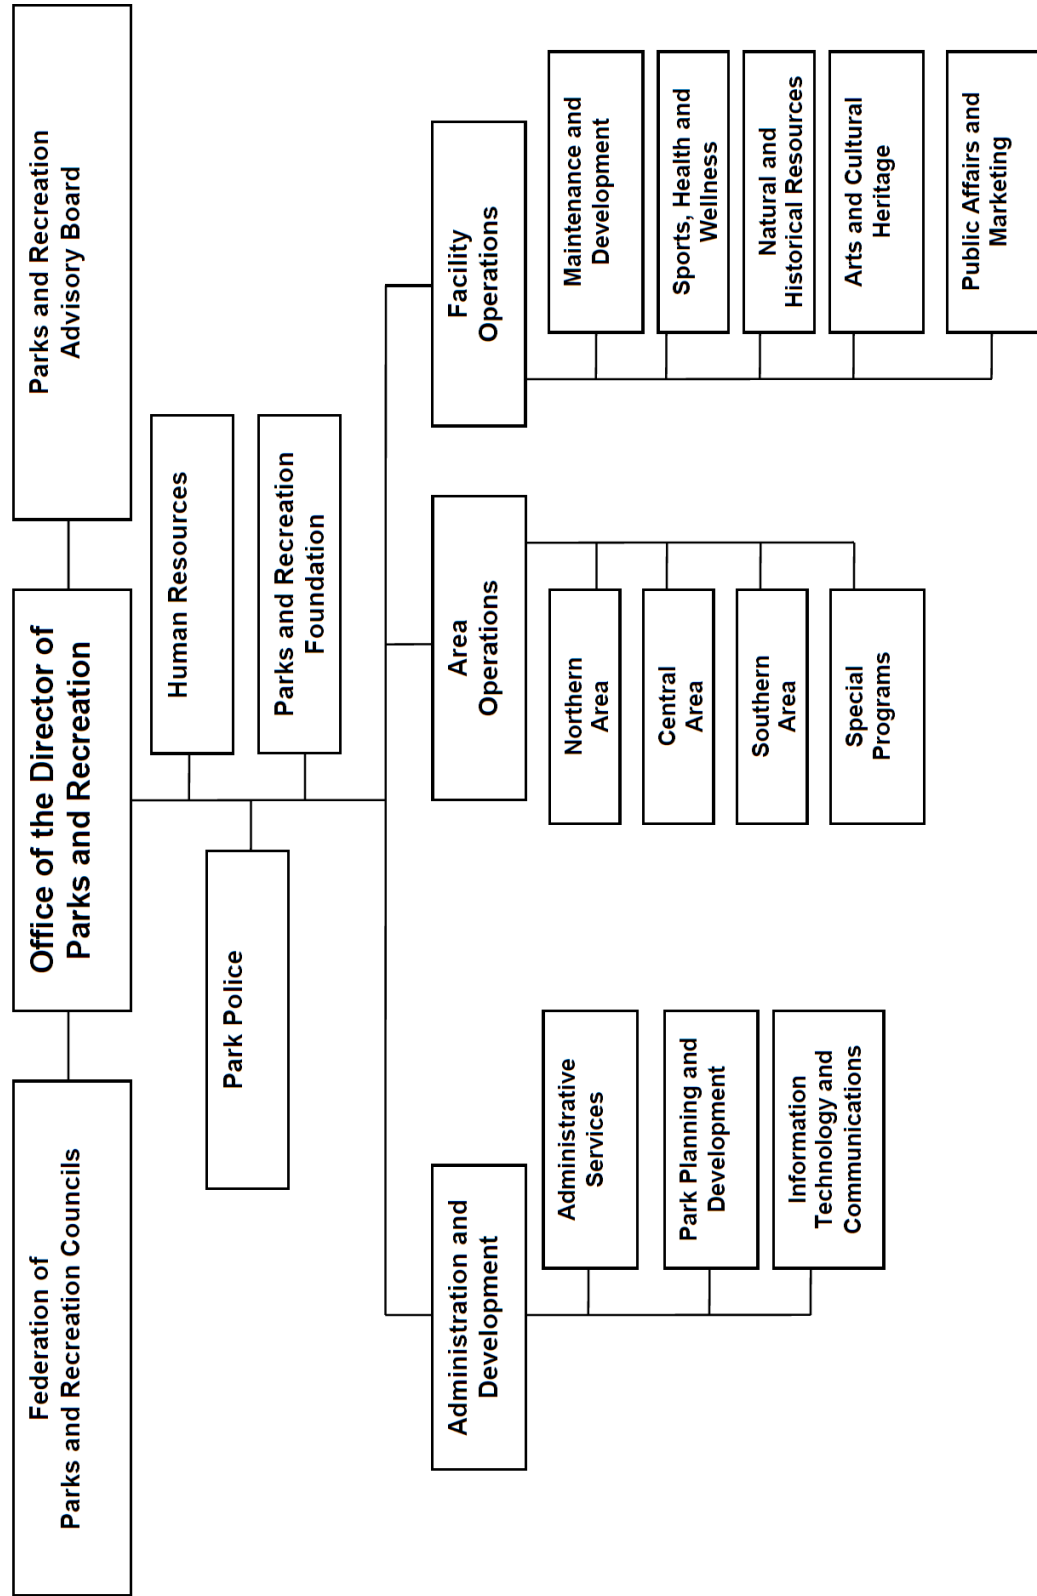 Federation of
Parks and Recreation Councils
Office of the Director of
Parks and Recreation
Parks and Recreation
Advisory Board
Human Resources
Park Police
Parks and Recreation
Foundation
Administration and
Development
Administrative
Services
Park Planning and
Development
Information
Technology and
Communications
Area
Operations
Northern
Area
Central
Area
Southern
Area
Special
Programs
Facility
Operations
Maintenance and
Development
Sports, Health and
Wellness
Natural and
Historical Resources
Arts and Cultural
Heritage
Public Affairs and
Marketing